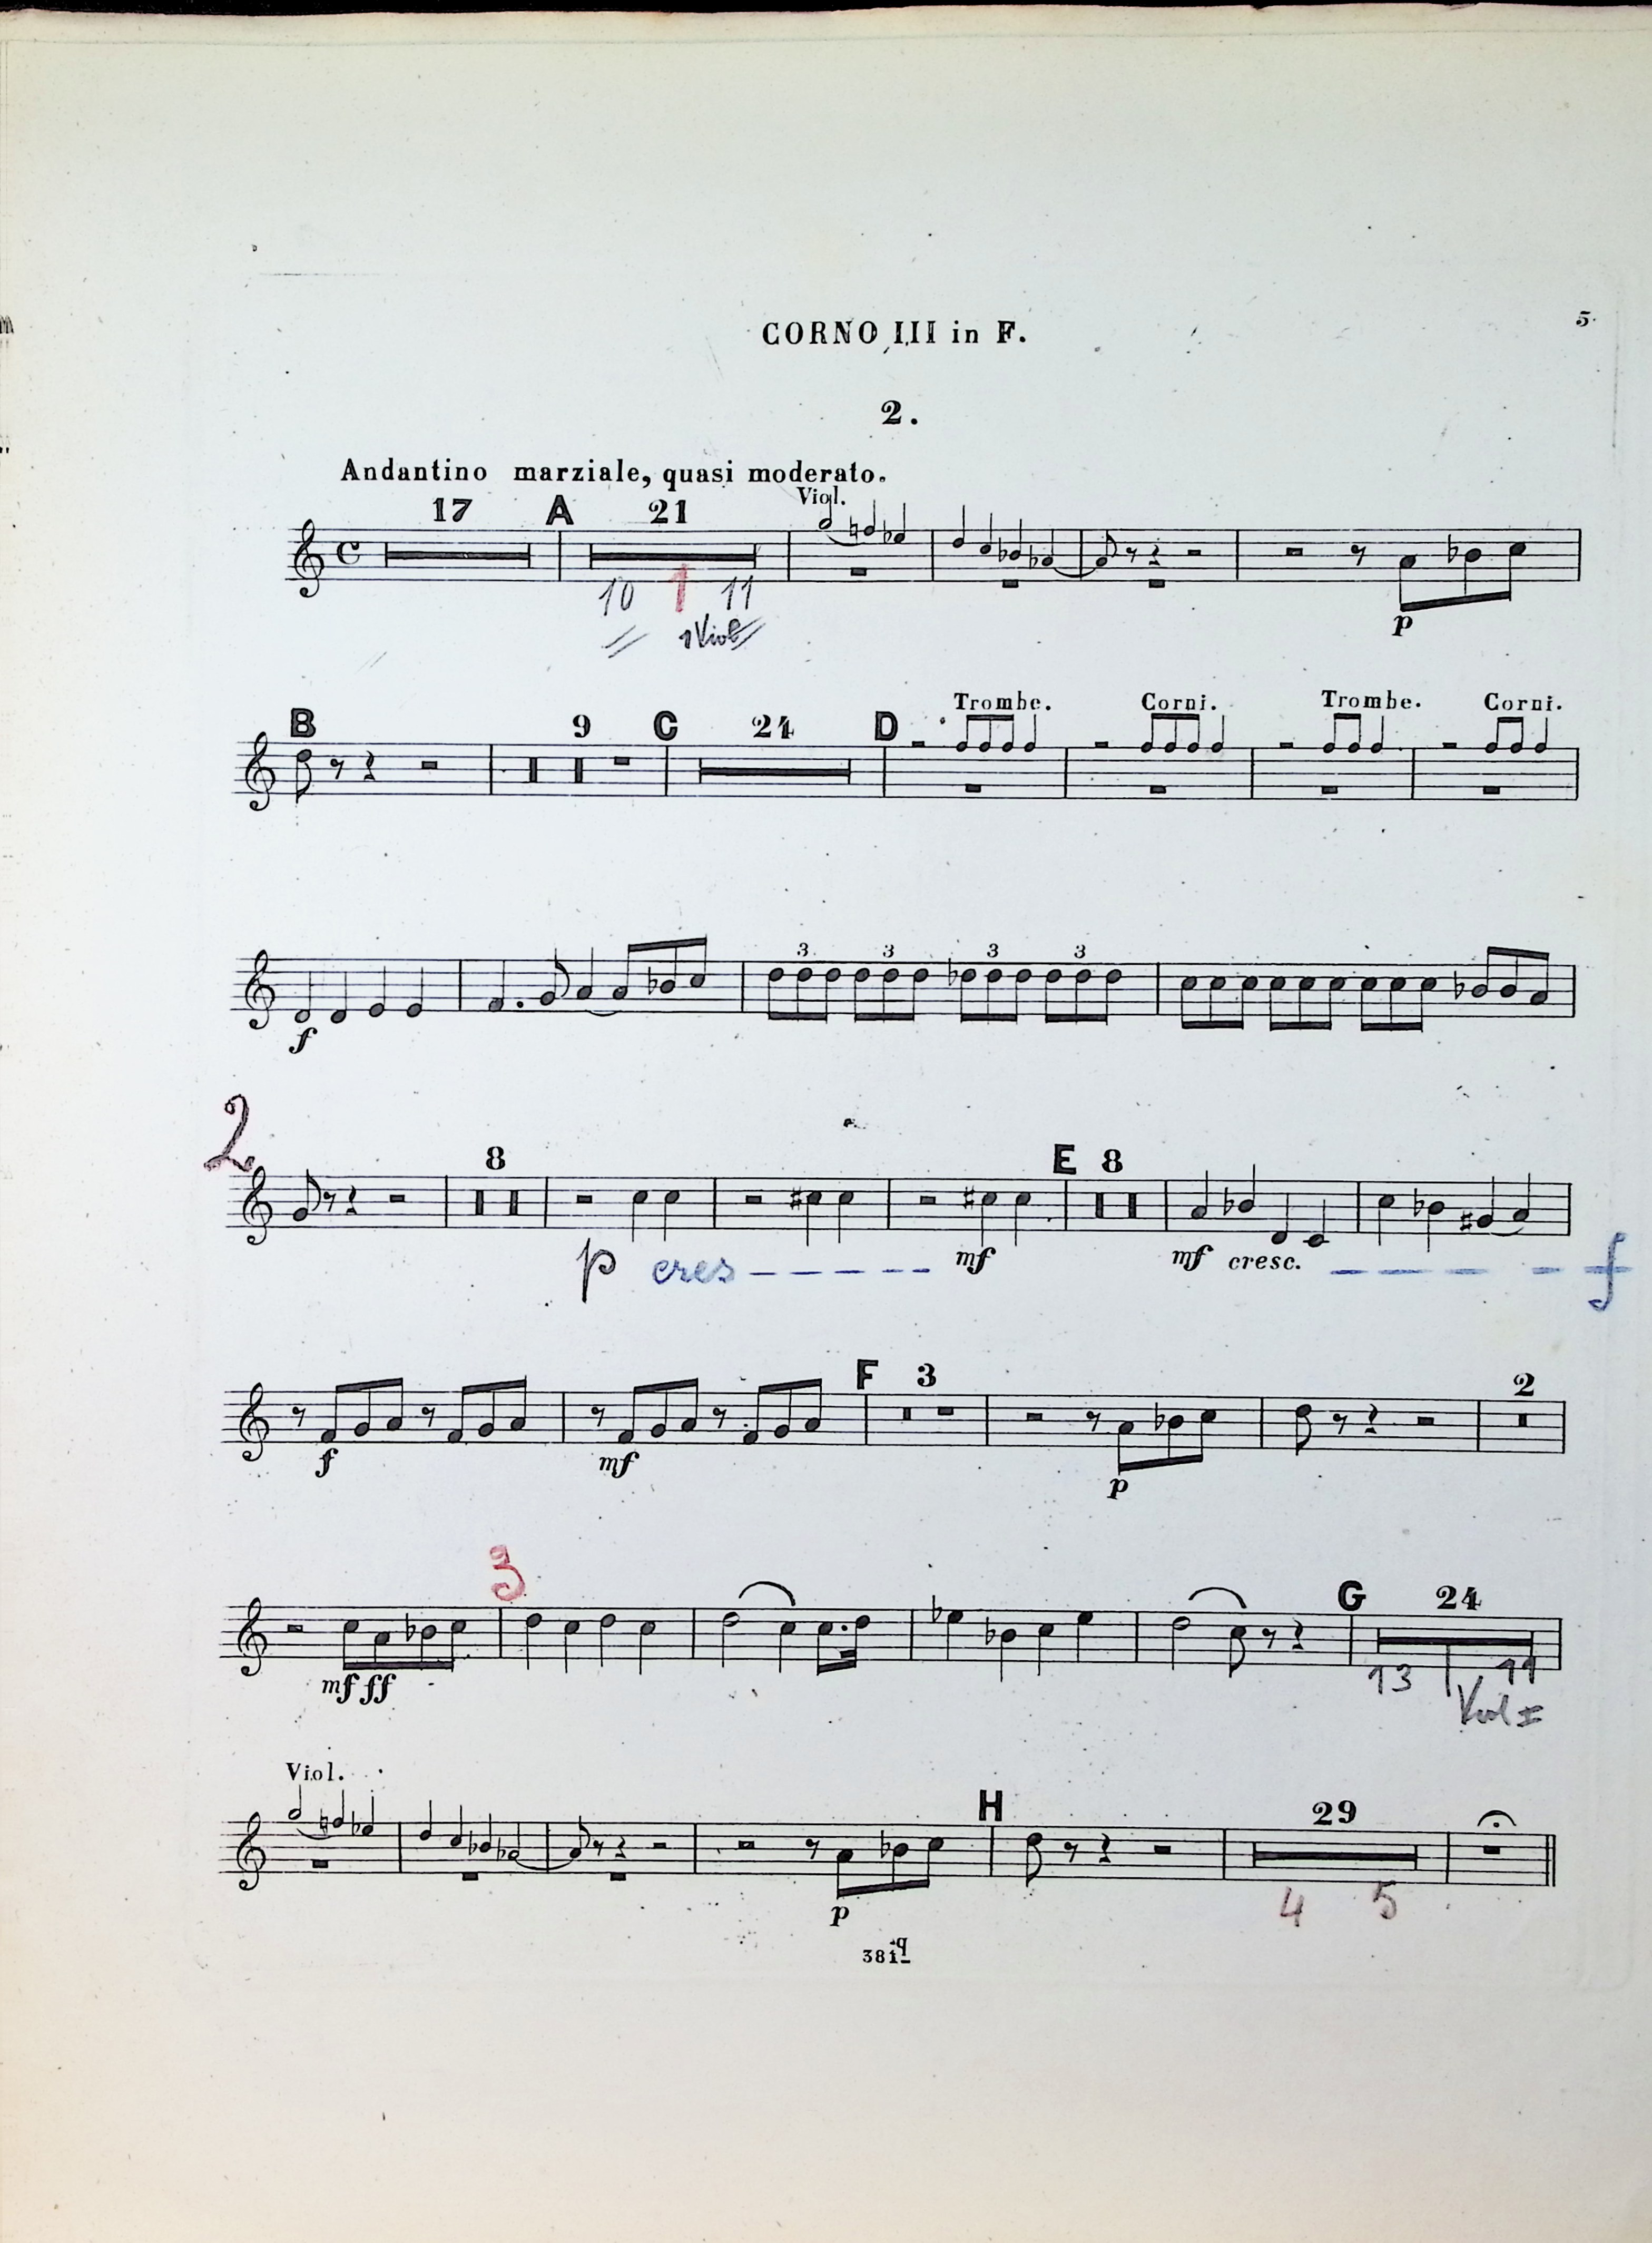 CORNO III in F.
5.
2.
Andantino marziale, quasi moderato.
17 A 21 Viol.
10 1 11
1 Viol
p
B 9 C 24 D Trombe. Corni. Trombe. Corni.
3 3 3 3
f
2
8 E 8
p cres mf mf cresc. f
F 3 2
f mf p
3 G 24
mf ff 13 11
Viol I
Viol. H 29
4 5
p